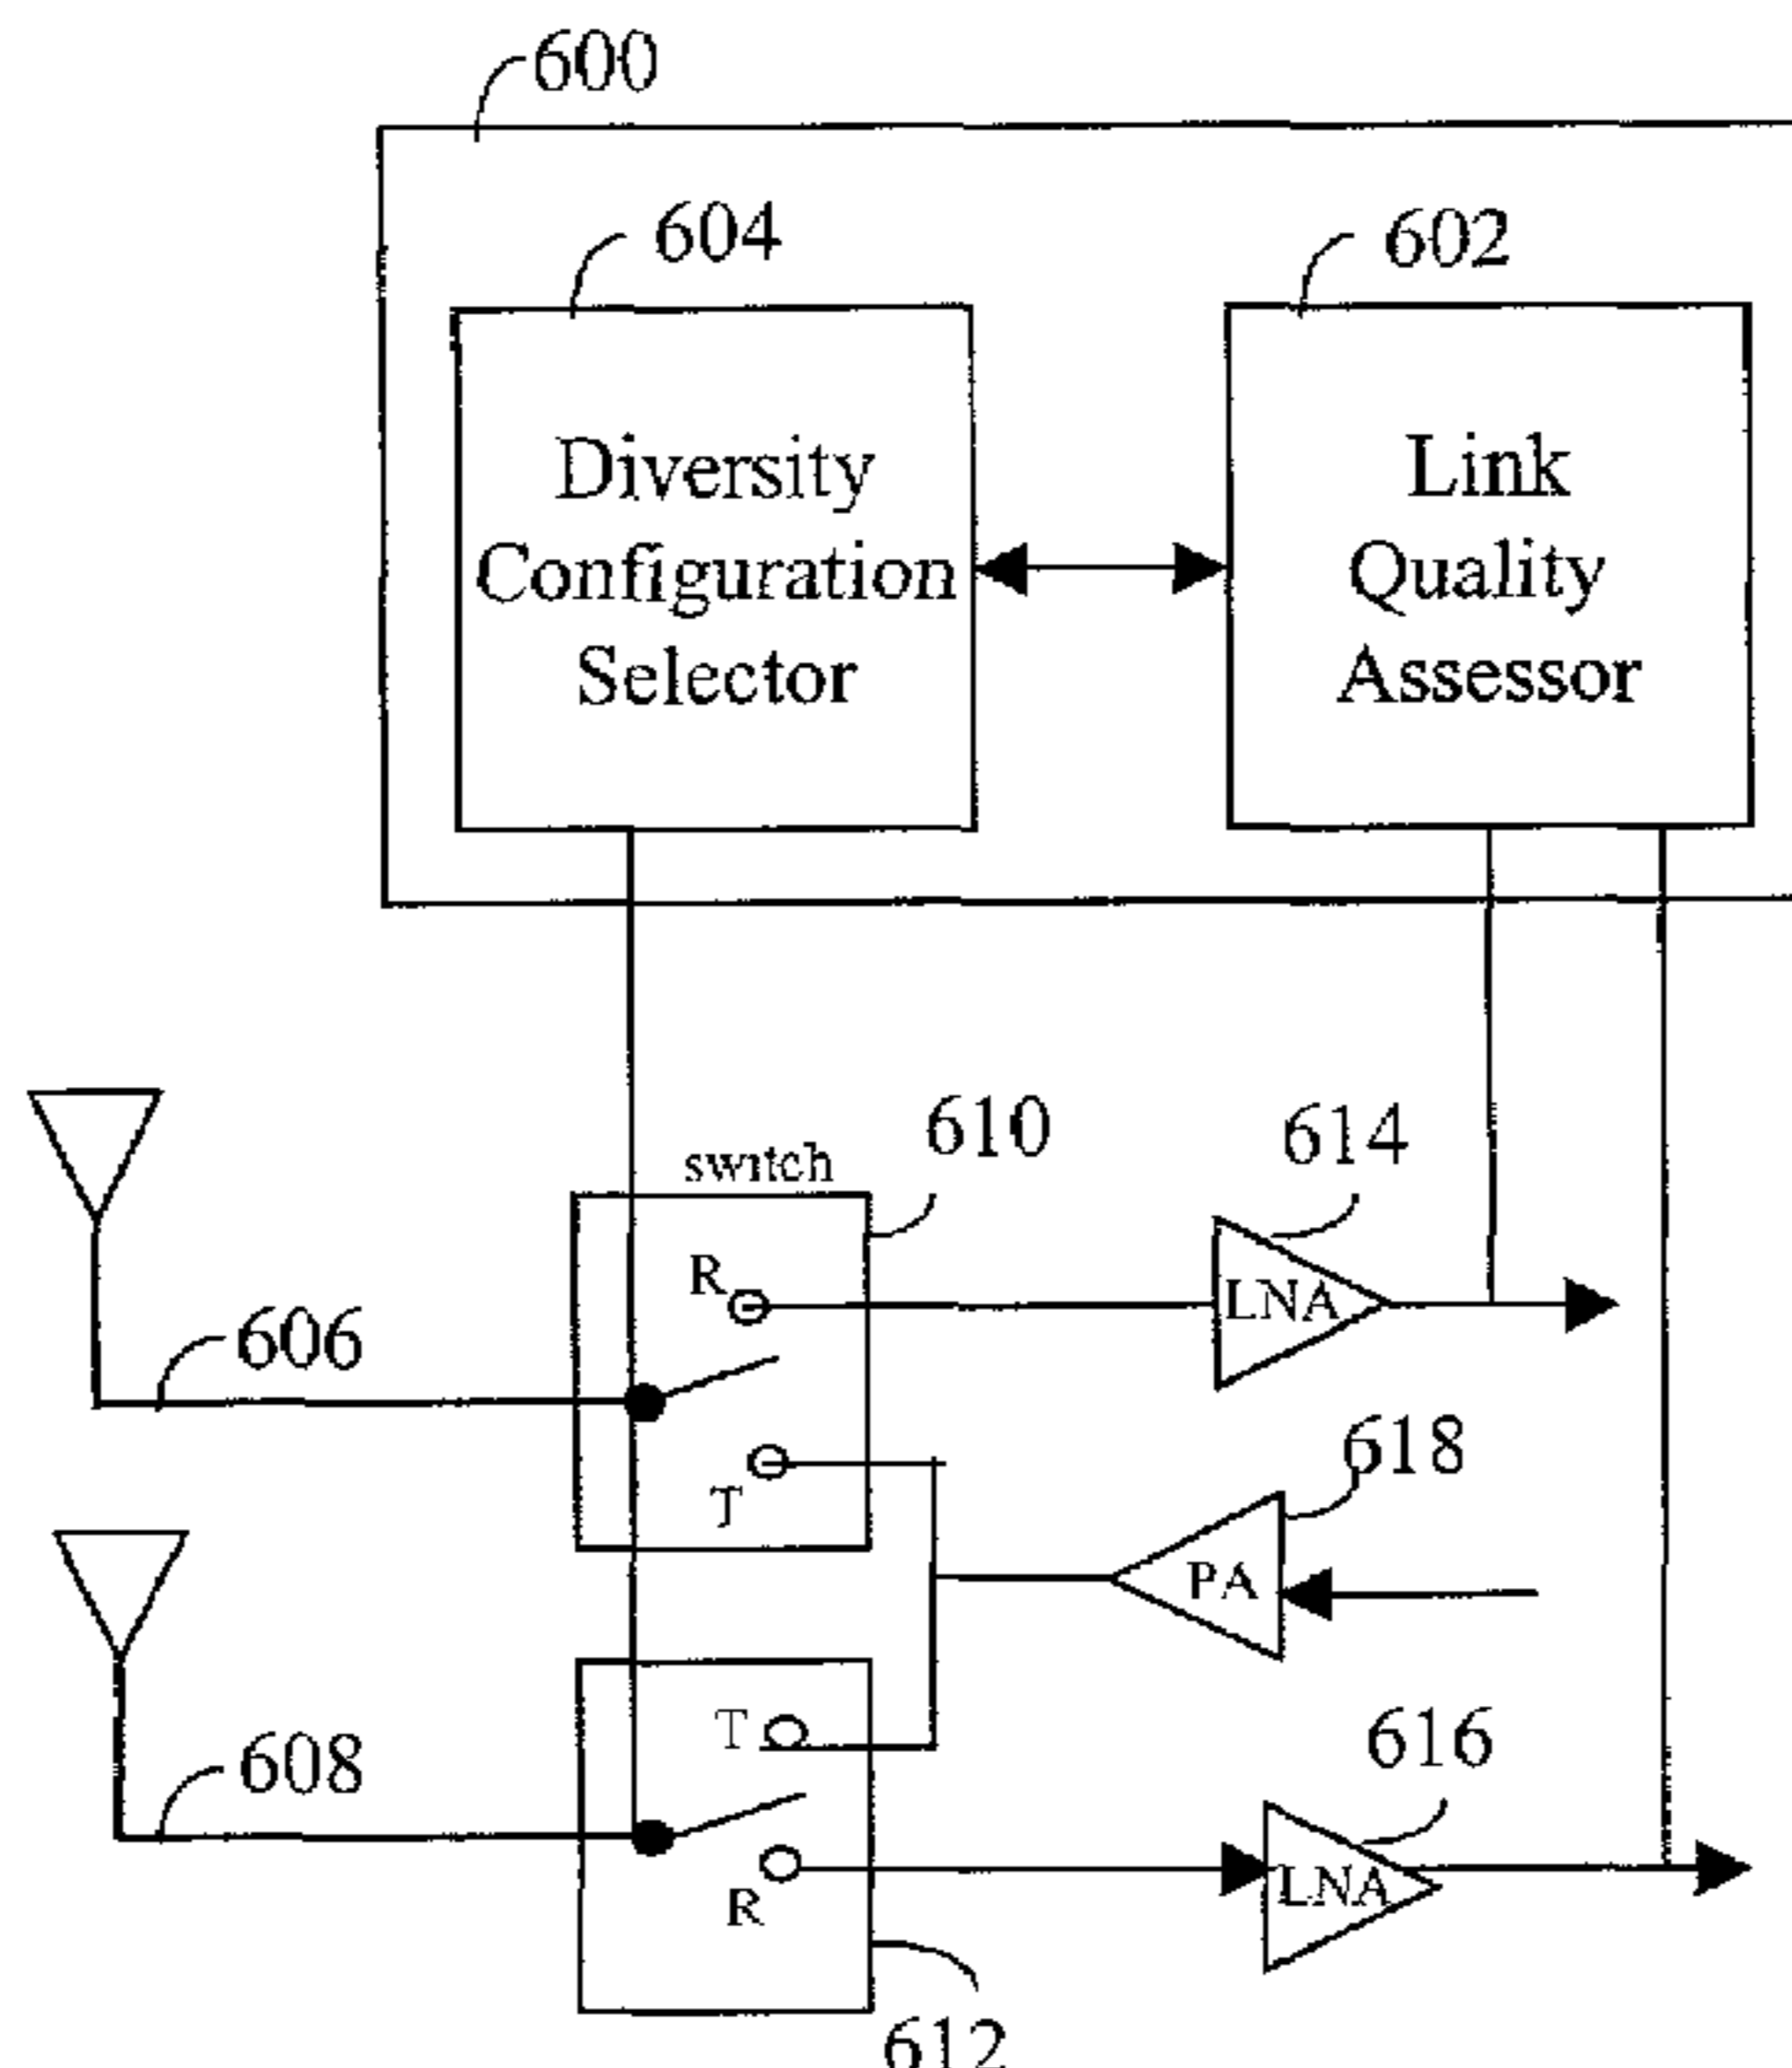 600
604
602
Diversity
Configuration
Selector
Link
Quality
Assessor
switch
610
614
R
LNA
606
618
T
PA
T
616
608
LNA
R
612